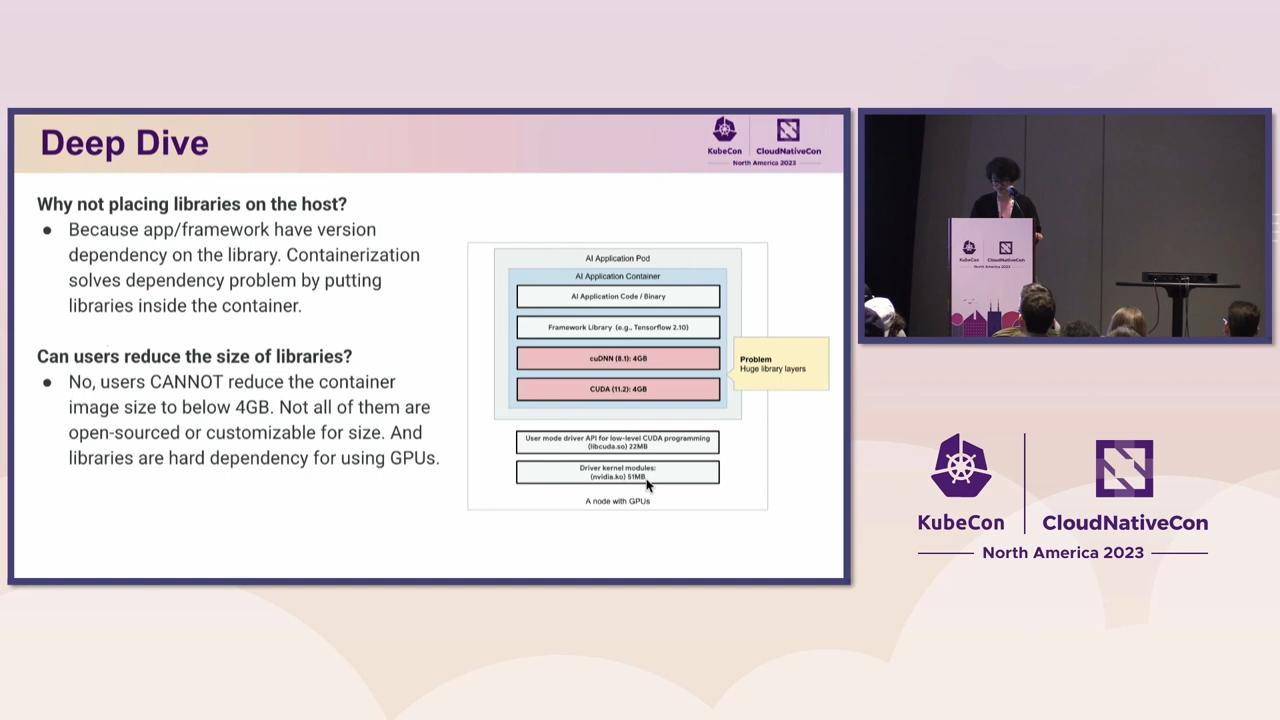 Deep Dive
KubeCon
CloudNativeCon
North America 2023
Why not placing libraries on the host?
● Because app/framework have version
dependency on the library. Containerization
solves dependency problem by putting
libraries inside the container.
Can users reduce the size of libraries?
● No, users CANNOT reduce the container
image size to below 4GB. Not all of them are
open-sourced or customizable for size. And
libraries are hard dependency for using GPUs.
AI Application Pod
AI Application Container
AI Application Code / Binary
Framework Library (e.g., Tensorflow 2.10)
cuDNN (8.1): 4GB
CUDA (11.2): 4GB
Problem
Huge library layers
User mode driver API for low-level CUDA programming
(libcuda.so) 22MB
Driver kernel modules:
(nvidia.ko) 51MB
A node with GPUs
KubeCon
CloudNativeCon
North America 2023
KubeCon
CloudNativeCon
North America 2023